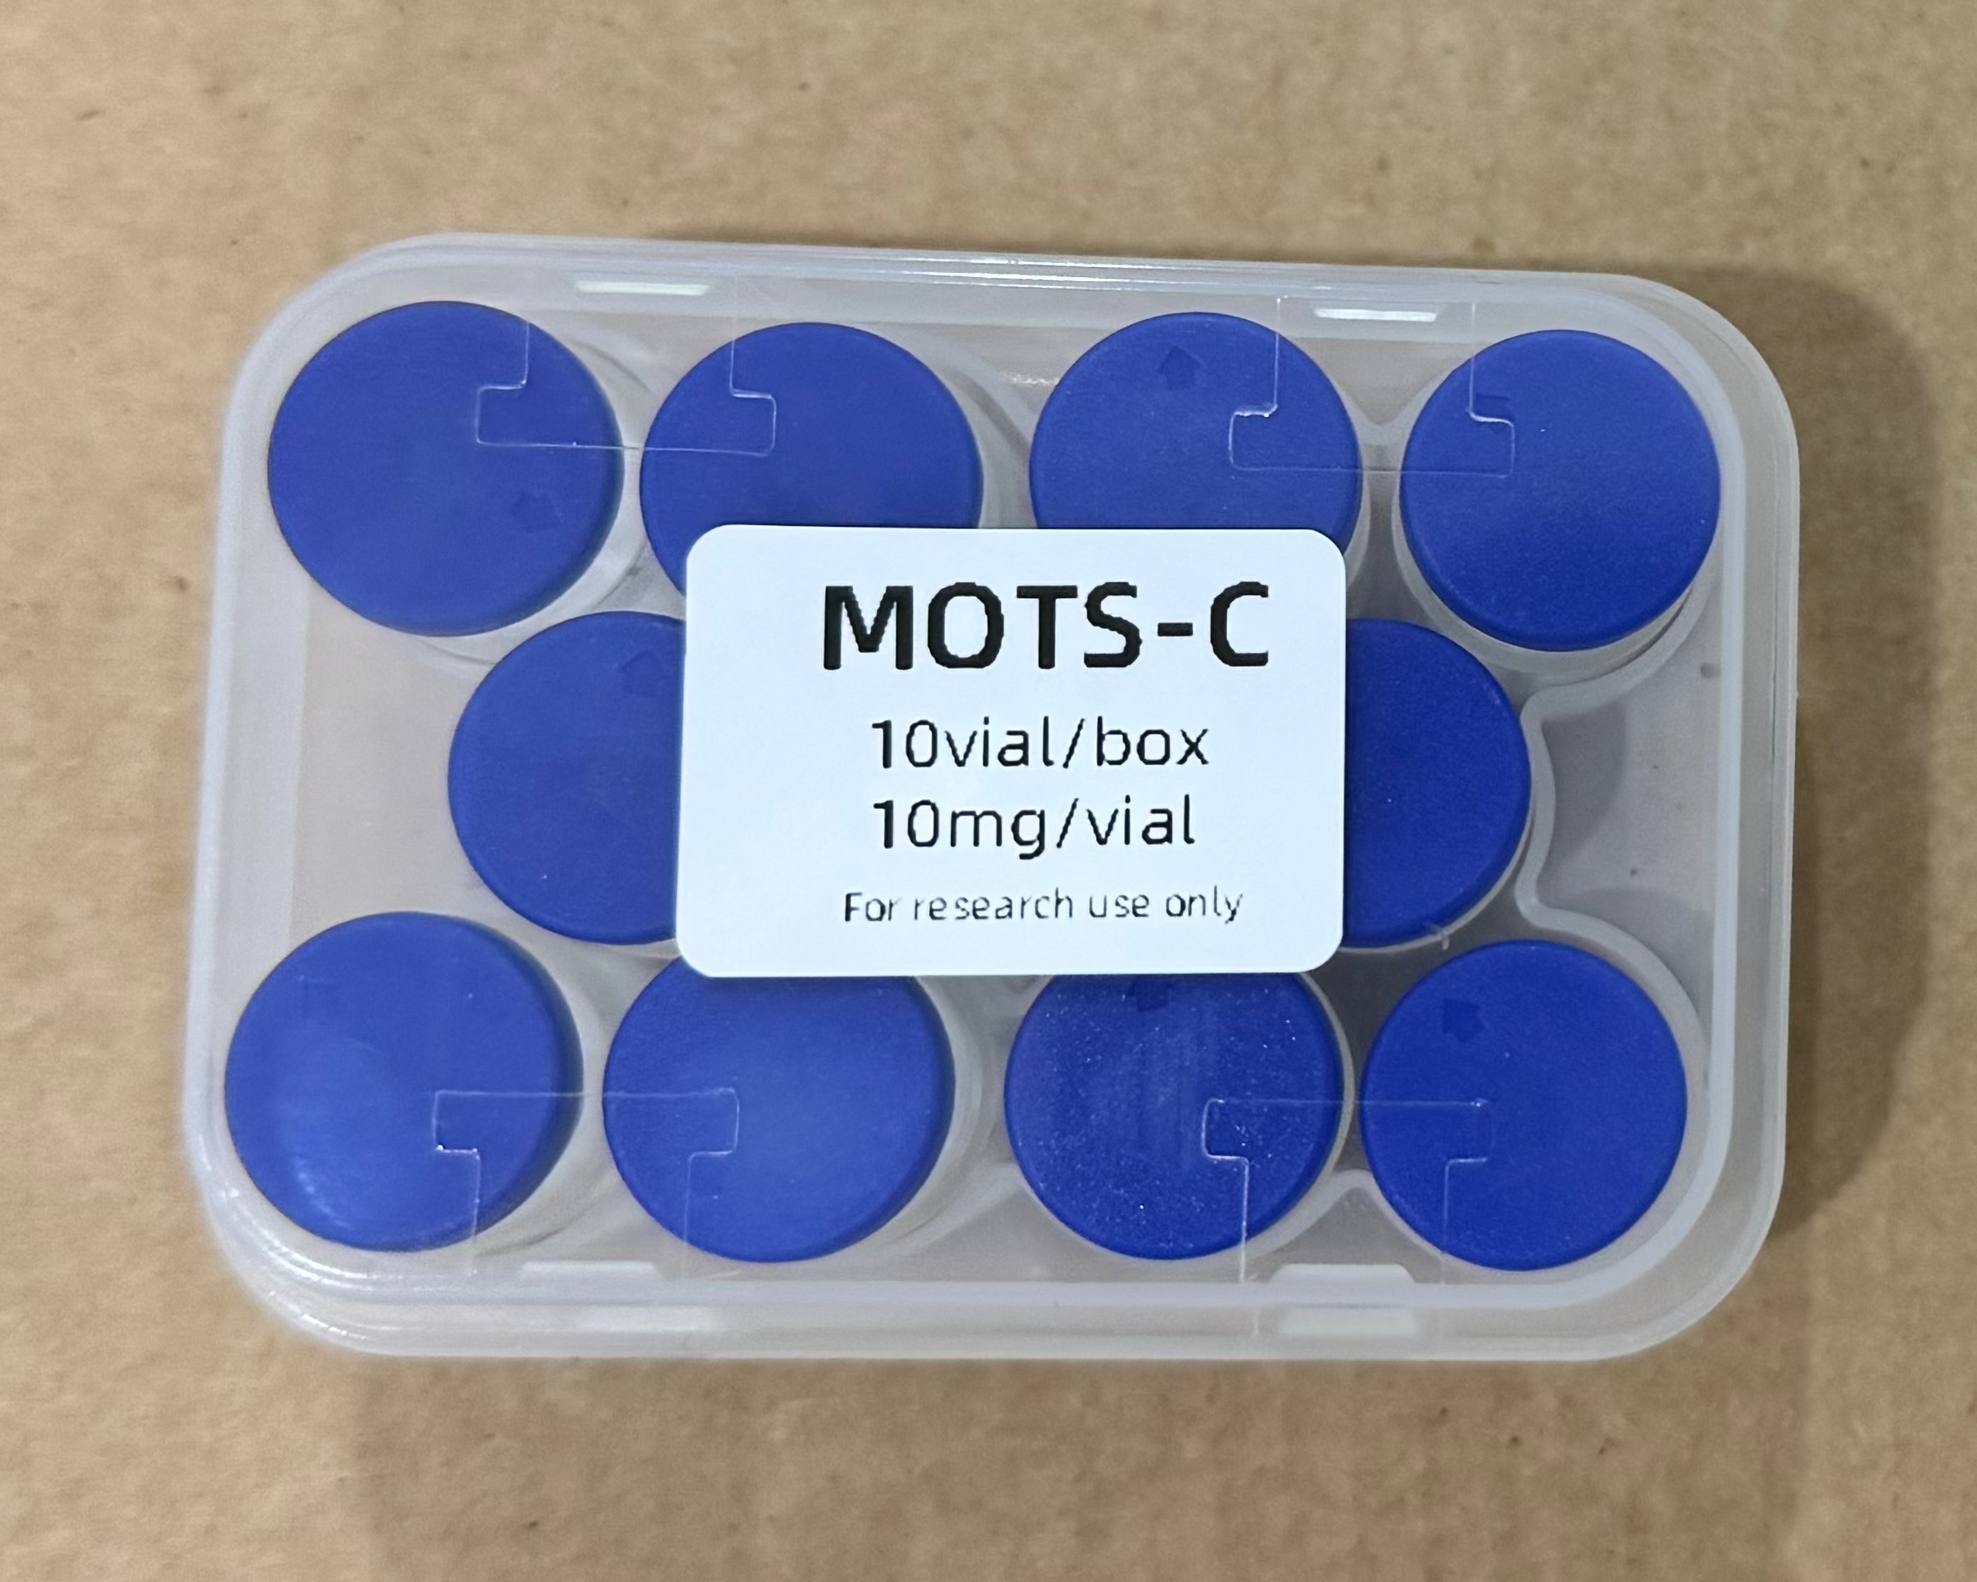 MOTS-C
10vial/box
10mg/vial
For research use only